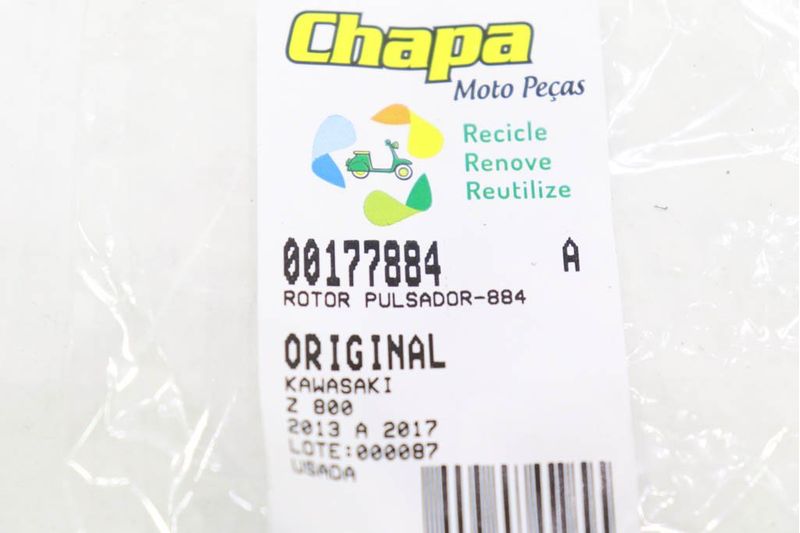 Chapa
Moto Peças
Recicle
Renove
Reutilize
00177884 A
ROTOR PULSADOR-884
ORIGINAL
KAWASAKI
Z 800
2013 A 2017
LOTE:000087
USADA